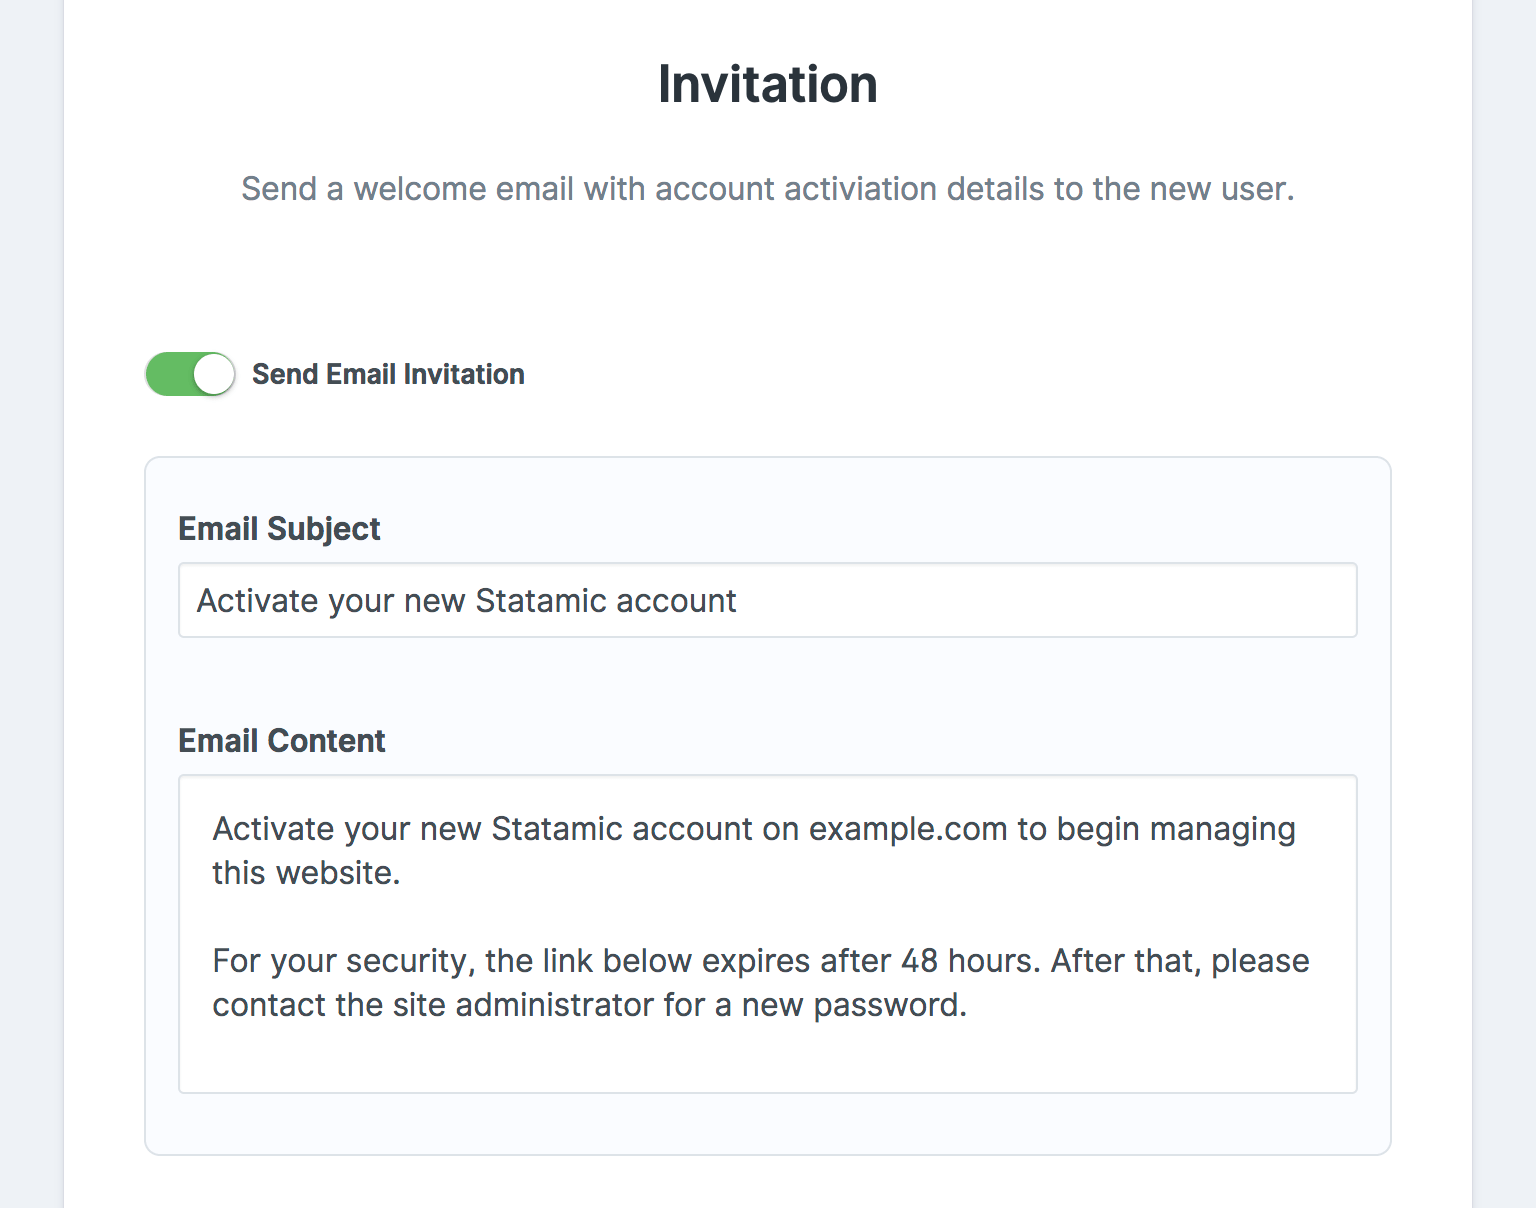 Invitation
Send a welcome email with account activiation details to the new user.
Send Email Invitation
Email Subject
Activate your new Statamic account
Email Content
Activate your new Statamic account on example.com to begin managing
this website.
For your security, the link below expires after 48 hours. After that, please
contact the site administrator for a new password.